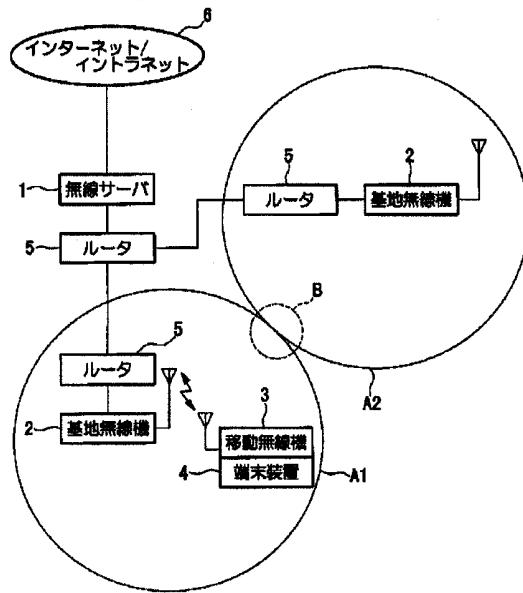 6
インターネット/
イントラネット
1 無線サーバ
5 ルータ
5
ルータ
2
基地無線機
B
A2
5
ルータ
2 基地無線機
3
移動無線機
4 端末装置
A1